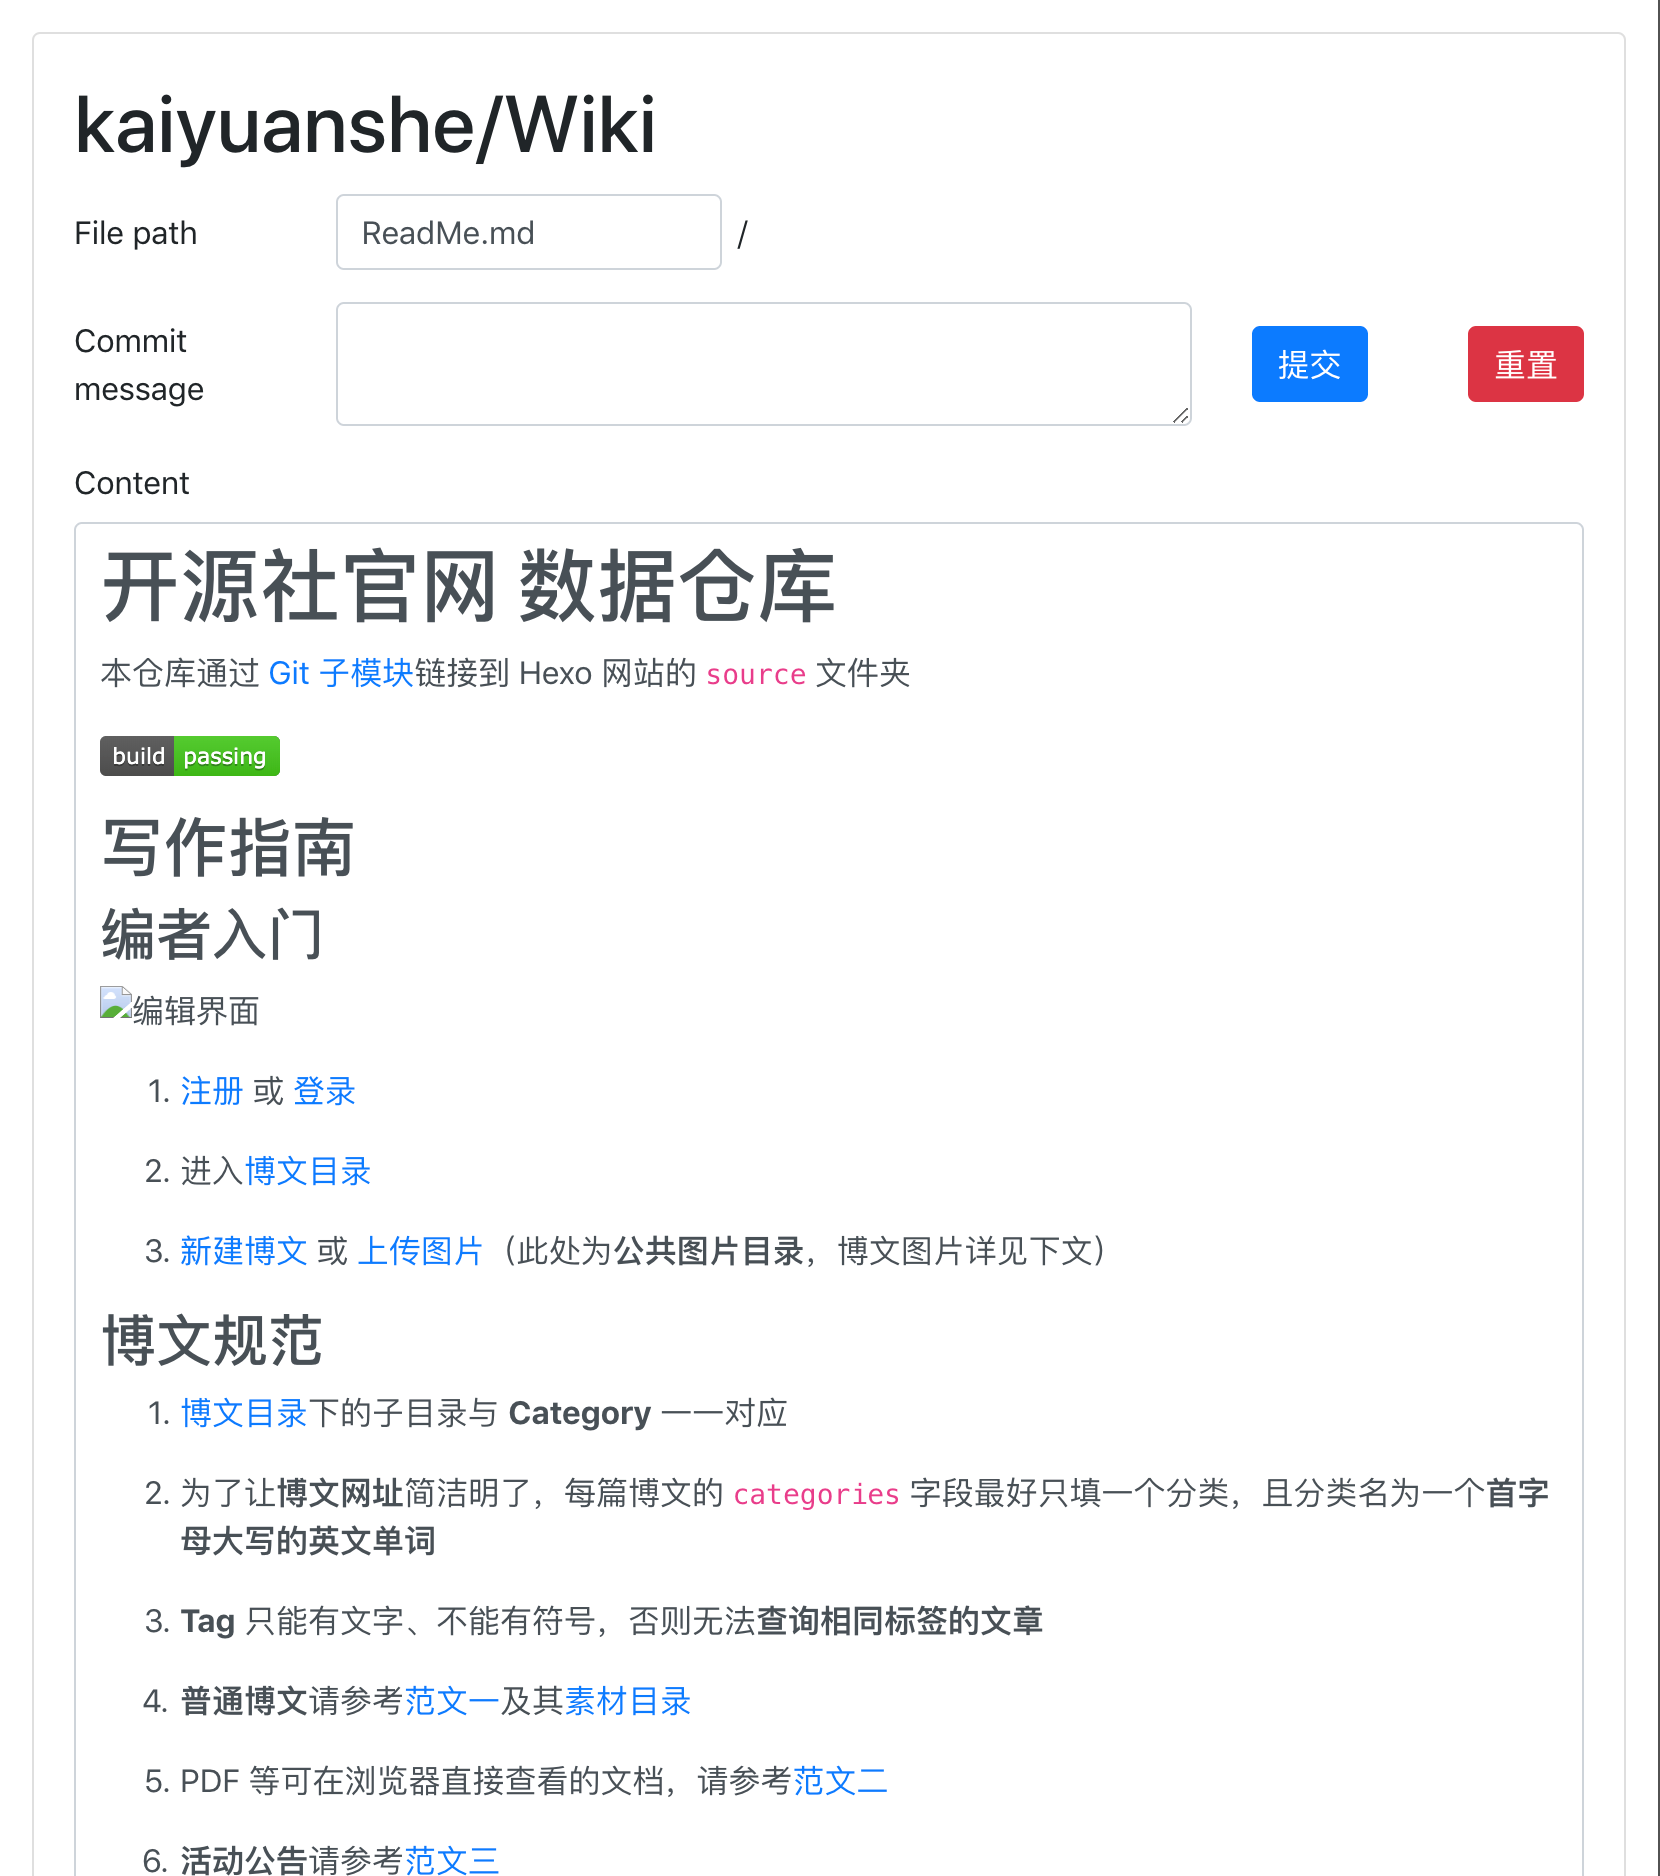 kaiyuanshe/Wiki
File path
ReadMe.md
/
Commit
message
提交
重置
Content
开源社官网 数据仓库
本仓库通过 Git 子模块链接到 Hexo 网站的 source 文件夹
build passing
写作指南
编者入门
编辑界面
1. 注册 或 登录
2. 进入博文目录
3. 新建博文 或 上传图片（此处为公共图片目录，博文图片详见下文）
博文规范
1. 博文目录下的子目录与 Category 一一对应
2. 为了让博文网址简洁明了，每篇博文的 categories 字段最好只填一个分类，且分类名为一个首字
母大写的英文单词
3. Tag 只能有文字、不能有符号，否则无法查询相同标签的文章
4. 普通博文请参考范文一及其素材目录
5. PDF 等可在浏览器直接查看的文档，请参考范文二
6. 活动公告请参考范文三